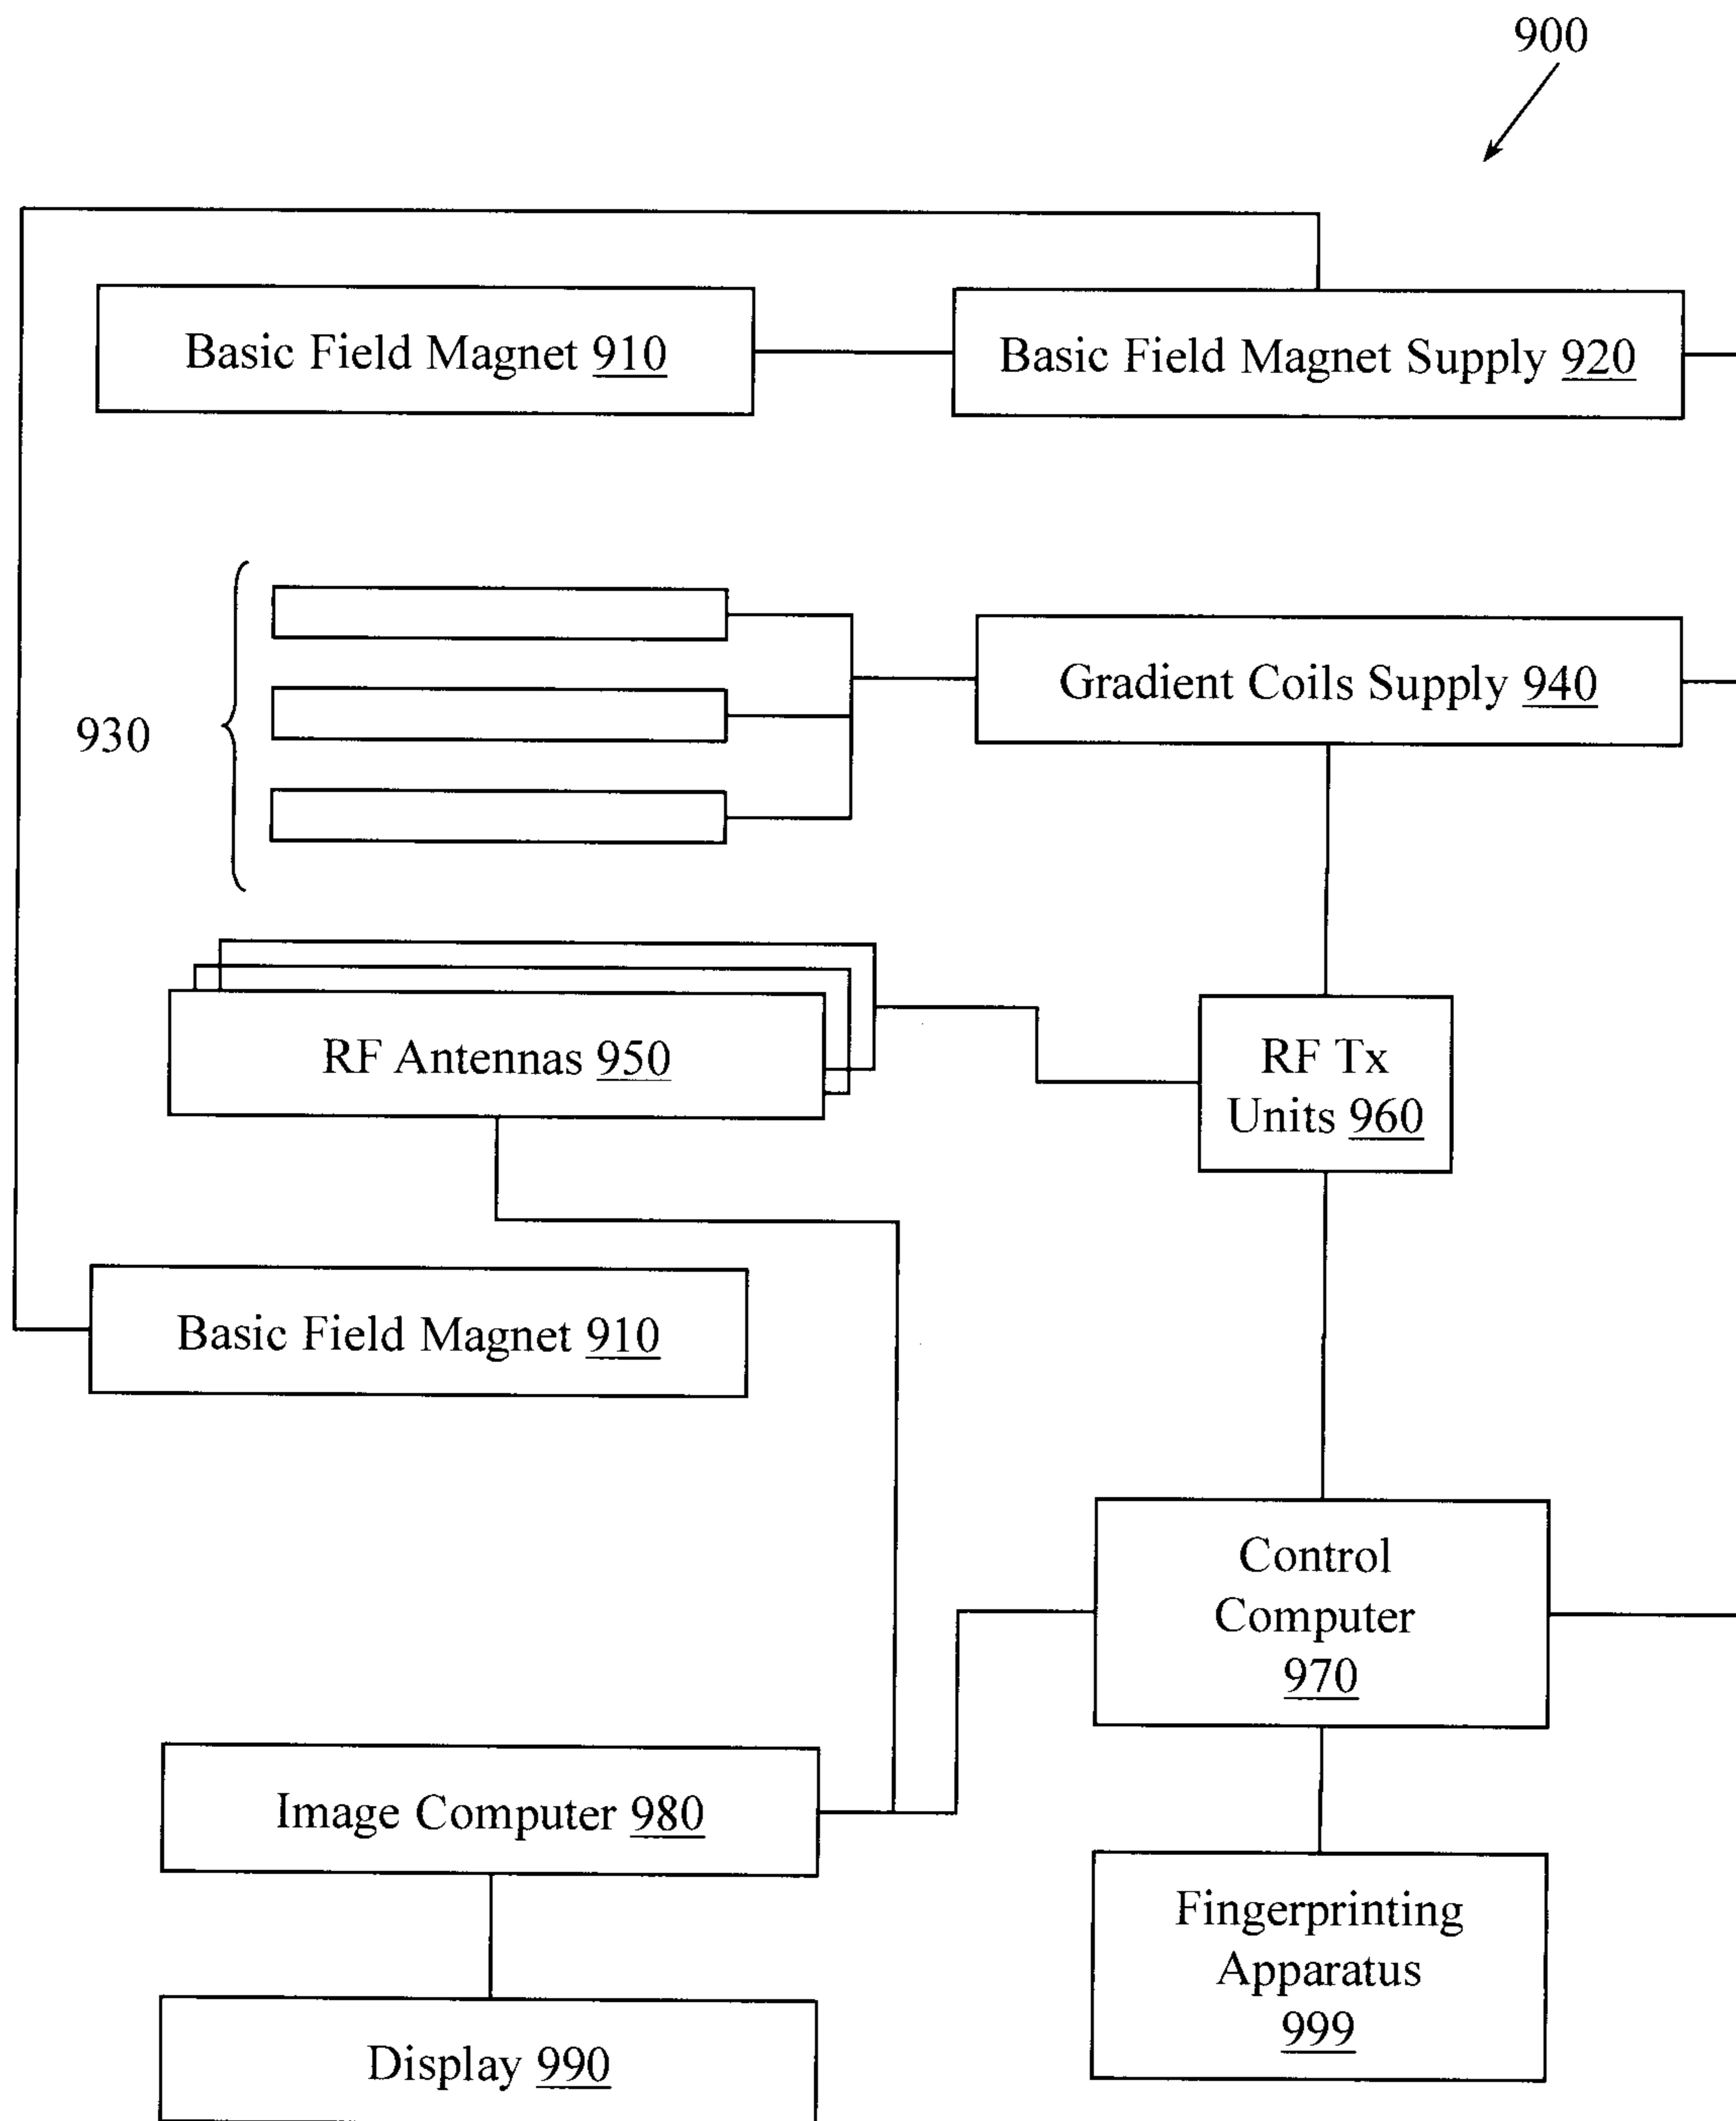 900
Basic Field Magnet 910
Basic Field Magnet Supply 920
930
Gradient Coils Supply 940
RF Antennas 950
RF Tx
Units 960
Basic Field Magnet 910
Control
Computer
970
Image Computer 980
Fingerprinting
Apparatus
999
Display 990